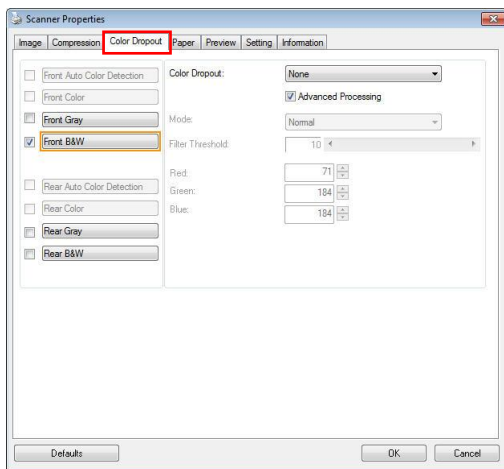 Scanner Properties
Image Compression Color Dropout Paper Preview Setting Information
Front Auto Color Detection
Front Color
Front Gray
Front B&W
Rear Auto Color Detection
Rear Color
Rear Gray
Rear B&W
Color Dropout: None
Advanced Processing
Mode: Normal
Filter Threshold: 10
Red: 71
Green: 184
Blue: 184
Defaults OK Cancel